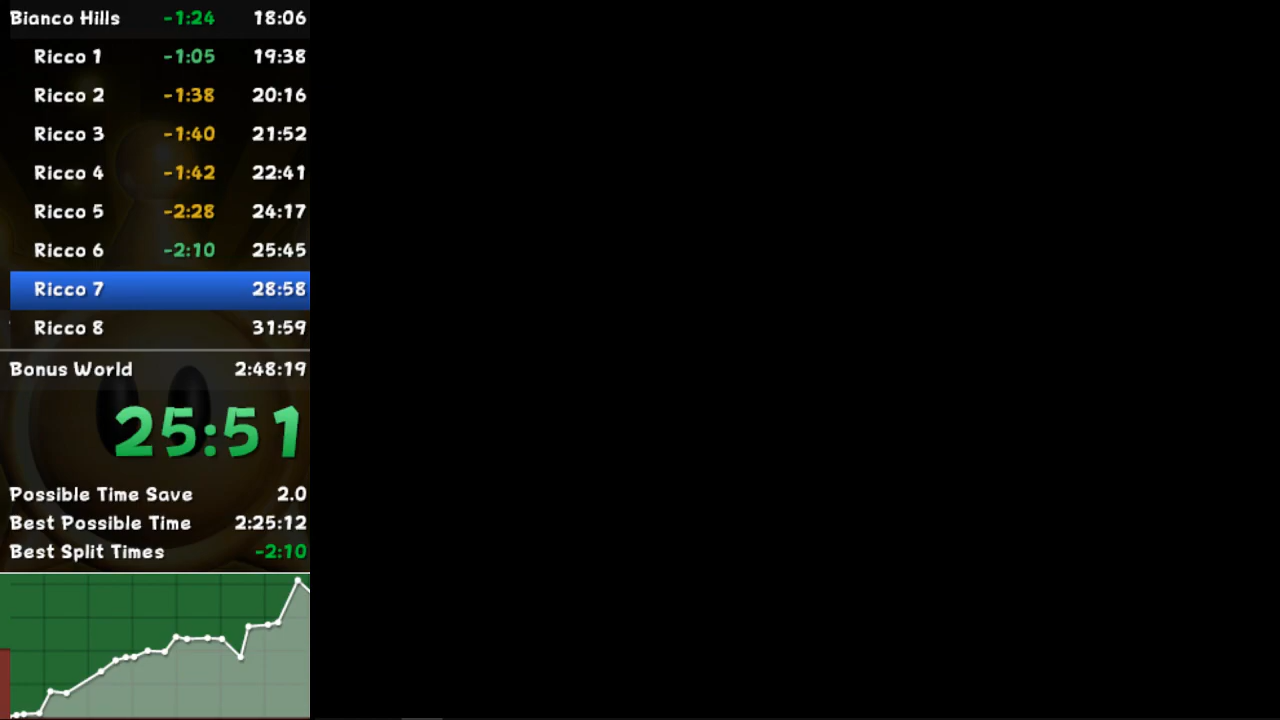 Bianco Hills -1:24 18:06
Ricco 1 -1:05 19:38
Ricco 2 -1:38 20:16
Ricco 3 -1:40 21:52
Ricco 4 -1:42 22:41
Ricco 5 -2:28 24:17
Ricco 6 -2:10 25:45
Ricco 7 28:58
Ricco 8 31:59
Bonus World 2:48:19
25:51
Possible Time Save 2.0
Best Possible Time 2:25:12
Best Split Times -2:10